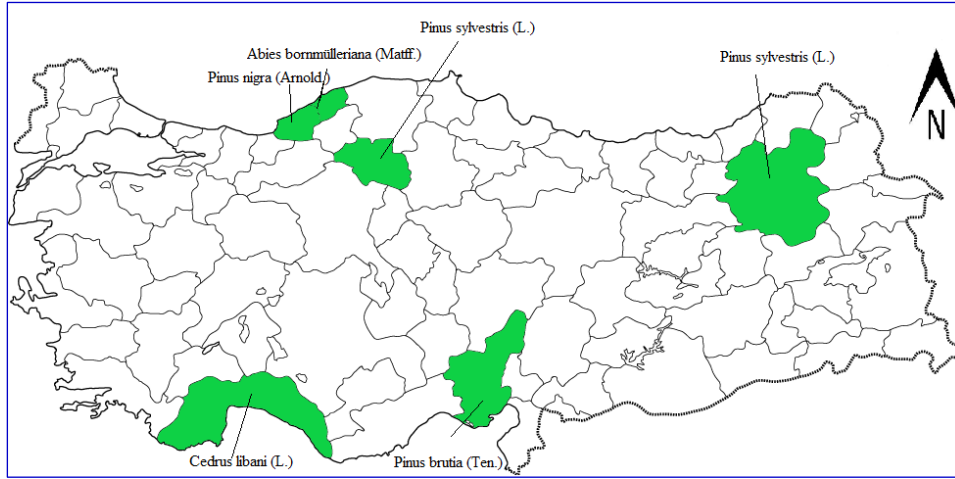 Pinus sylvestris (L.)
Abies bornmülleriana (Mattf.)
Pinus nigra (Arnold.)
Pinus sylvestris (L.)
N
Cedrus libani (L.)
Pinus brutia (Ten.)